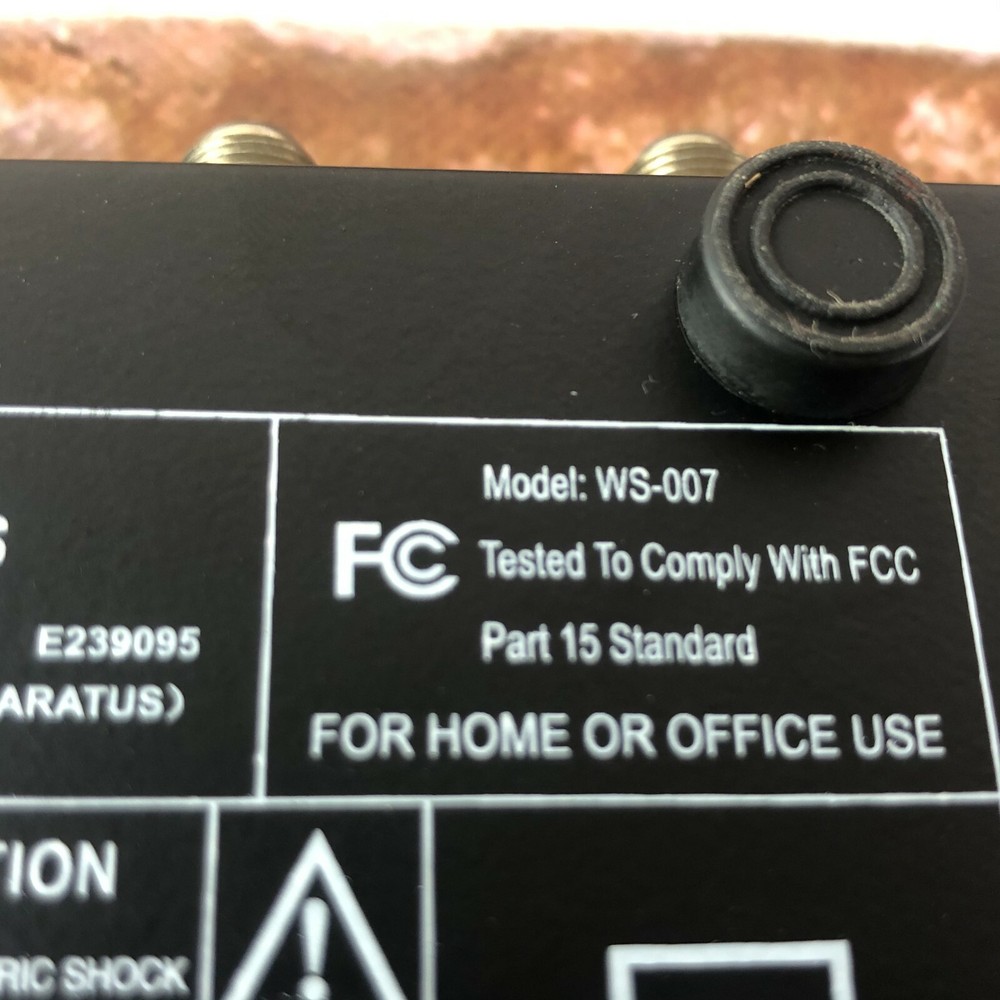 Model: WS-007
FC Tested To Comply With FCC
Part 15 Standard
FOR HOME OR OFFICE USE
E239095
ARATUS)
TION
RIC SHOCK
!